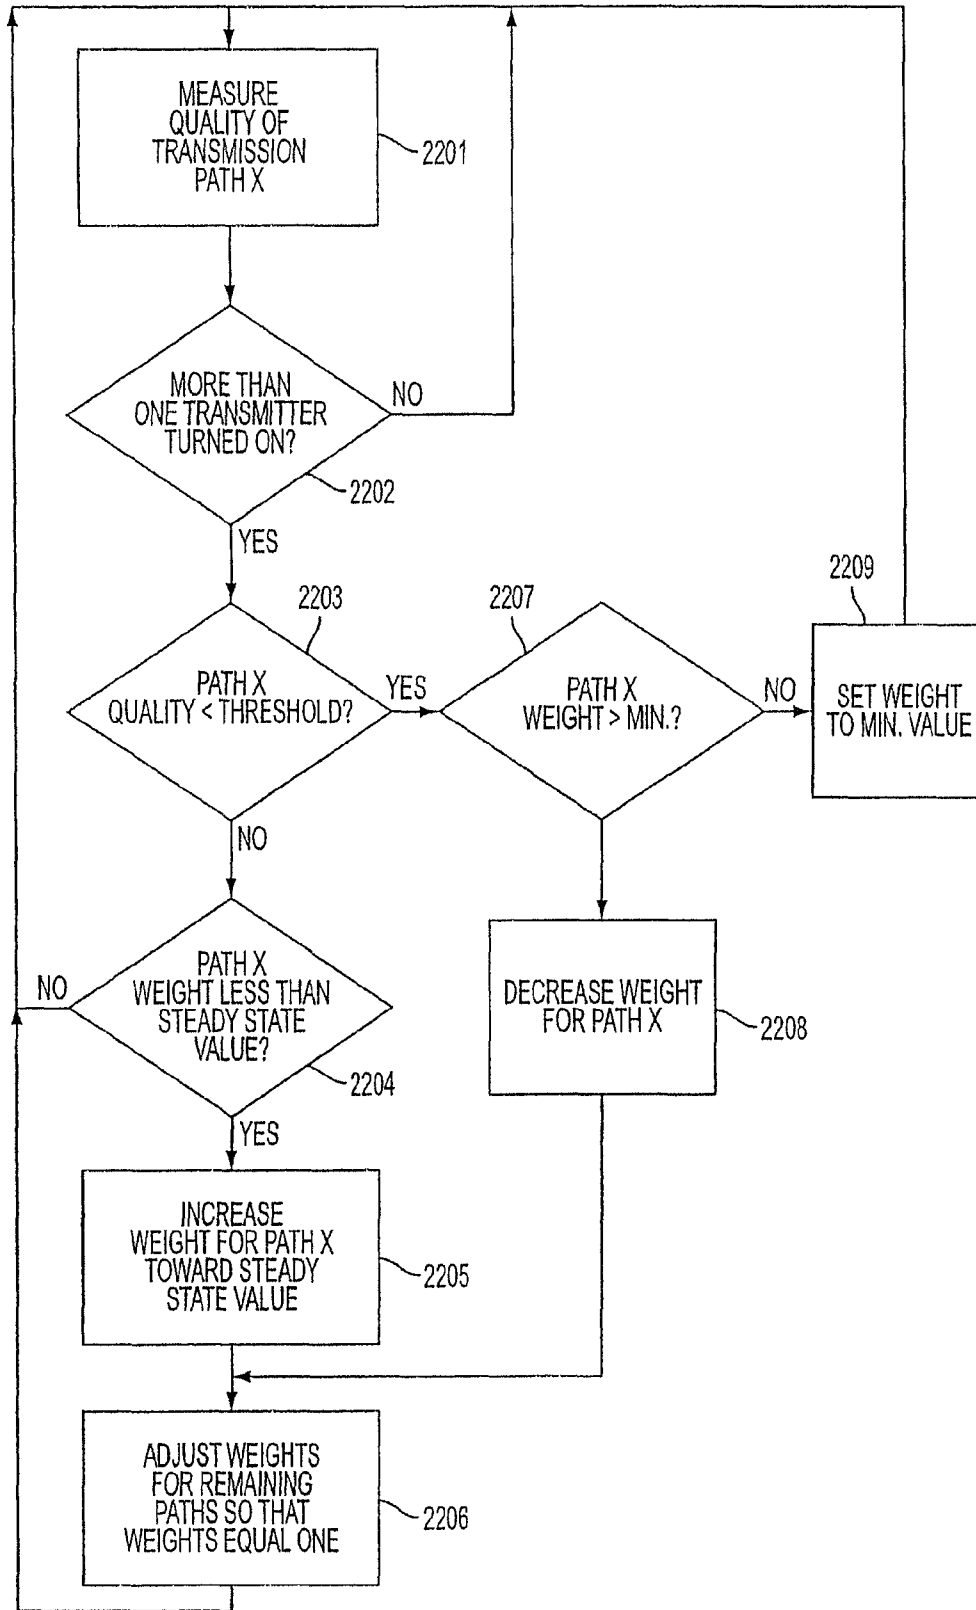 MEASURE
QUALITY OF
TRANSMISSION
PATH X
2201
MORE THAN
ONE TRANSMITTER
TURNED ON?
NO
2202
YES
2203
PATH X
QUALITY < THRESHOLD?
YES
2207
PATH X
WEIGHT > MIN.?
NO
2209
SET WEIGHT
TO MIN. VALUE
NO
PATH X
WEIGHT LESS THAN
STEADY STATE
VALUE?
NO
2204
YES
DECREASE WEIGHT
FOR PATH X
2208
INCREASE
WEIGHT FOR PATH X
TOWARD STEADY
STATE VALUE
2205
ADJUST WEIGHTS
FOR REMAINING
PATHS SO THAT
WEIGHTS EQUAL ONE
2206